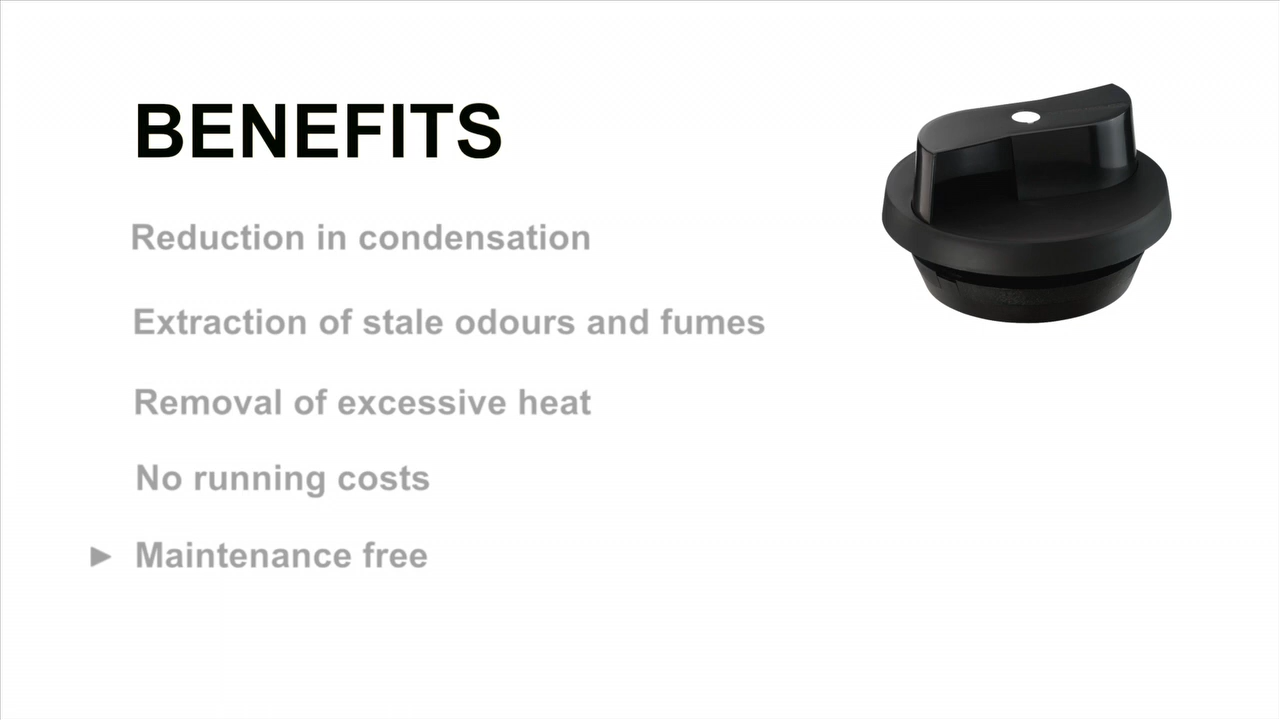 BENEFITS
Reduction in condensation
Extraction of stale odours and fumes
Removal of excessive heat
No running costs
► Maintenance free